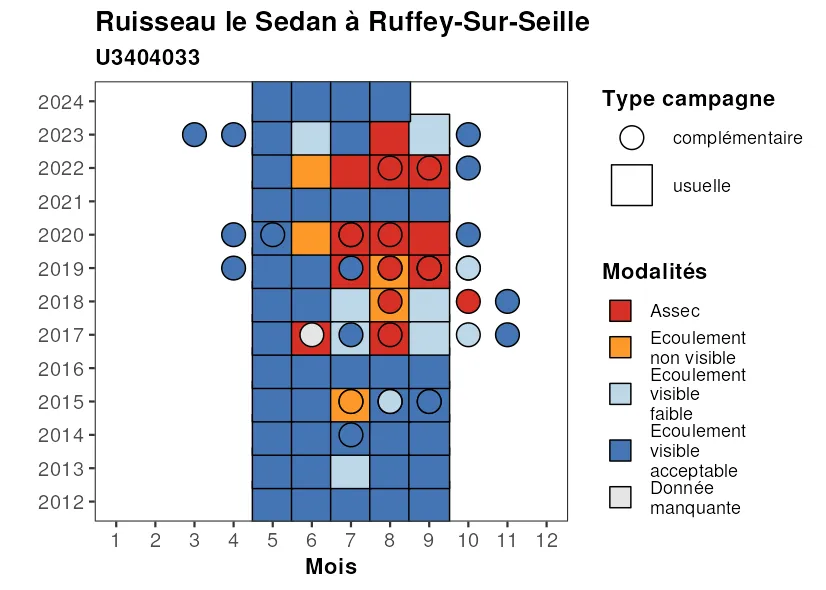 Ruisseau le Sedan à Ruffey-Sur-Seille
U3404033
2024
2023
2022
2021
2020
2019
2018
2017
2016
2015
2014
2013
2012
1 2 3 4 5 6 7 8 9 10 11 12
Mois
Type campagne
complémentaire
usuelle
Modalités
Assec
Ecoulement
non visible
Ecoulement
visible
faible
Ecoulement
visible
acceptable
Donnée
manquante